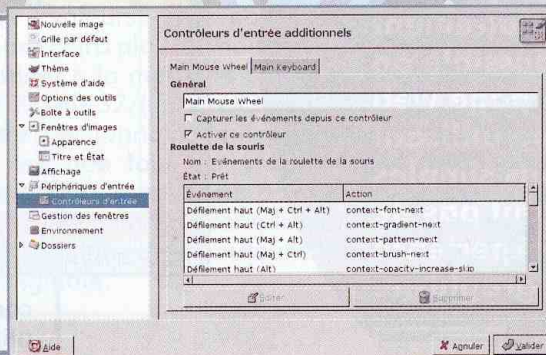 Nouvelle image
Grille par défaut
Interface
Thème
Système d'aide
Options des outils
Boîte à outils
Fenêtres d'images
Apparence
Titre et État
Affichage
Périphériques d'entrée
Contrôleurs d'entrée
Gestion des fenêtres
Environnement
Dossiers
Contrôleurs d'entrée additionnels
Main Mouse Wheel Main Keyboard
Général
Main Mouse Wheel
Capturer les événements depuis ce contrôleur
Activer ce contrôleur
Roulette de la souris
Nom : Evénements de la roulette de la souris
État : Prêt
Événement Action
Défilement haut (Maj + Ctrl + Alt) context-font-next
Défilement haut (Ctrl + Alt) context-gradient-next
Défilement haut (Maj + Alt) context-pattern-next
Défilement haut (Maj + Ctrl) context-brush-next
Défilement haut (Alt) context-opacity-increase-skip
Éditer Supprimer
Aide Annuler Valider